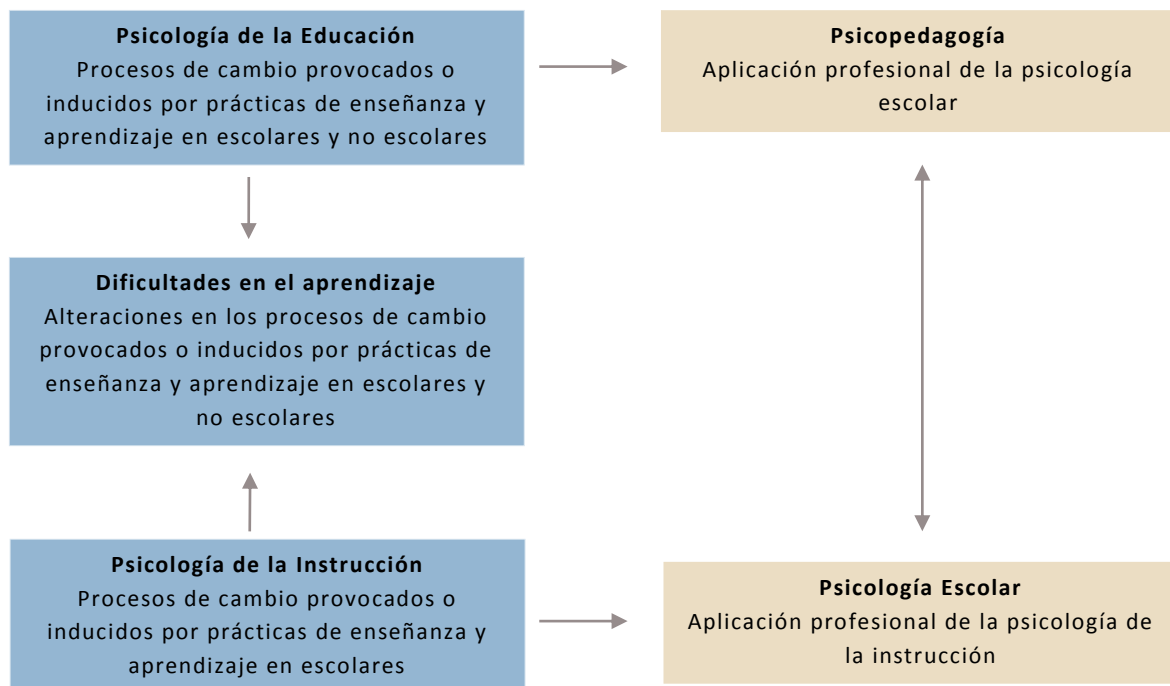 Psicología de la Educación
Procesos de cambio provocados o
inducidos por prácticas de enseñanza y
aprendizaje en escolares y no escolares
Psicopedagogía
Aplicación profesional de la psicología
escolar
Dificultades en el aprendizaje
Alteraciones en los procesos de cambio
provocados o inducidos por prácticas de
enseñanza y aprendizaje en escolares y
no escolares
Psicología de la Instrucción
Procesos de cambio provocados o
inducidos por prácticas de enseñanza y
aprendizaje en escolares
Psicología Escolar
Aplicación profesional de la psicología de
la instrucción